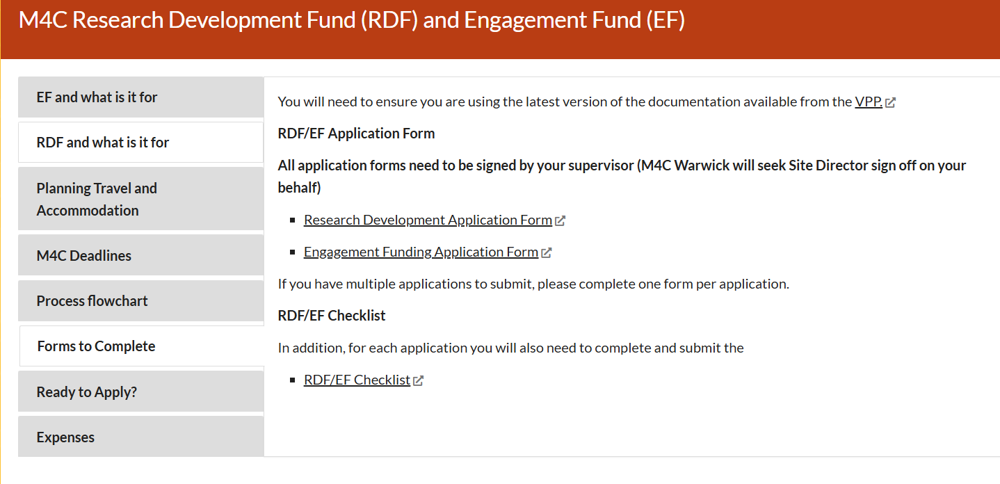 M4C Research Development Fund (RDF) and Engagement Fund (EF)
EF and what is it for
RDF and what is it for
Planning Travel and
Accommodation
M4C Deadlines
Process flowchart
Forms to Complete
Ready to Apply?
Expenses
You will need to ensure you are using the latest version of the documentation available from the VPP.
RDF/EF Application Form
All application forms need to be signed by your supervisor (M4C Warwick will seek Site Director sign off on your
behalf)
Research Development Application Form
Engagement Funding Application Form
If you have multiple applications to submit, please complete one form per application.
RDF/EF Checklist
In addition, for each application you will also need to complete and submit the
RDF/EF Checklist